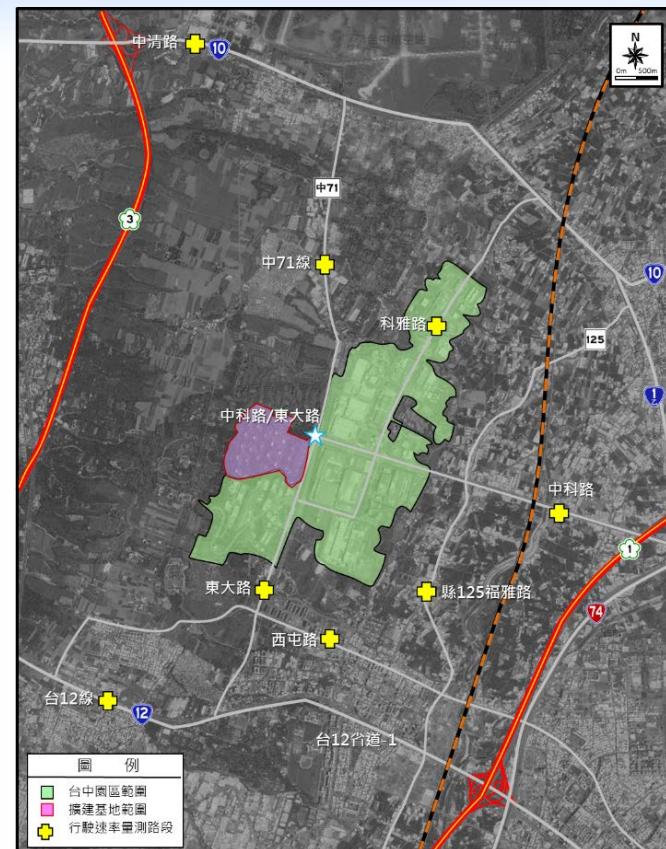 中清路
10
N
0m 500m
中71
3
中71線
10
科雅路
125
1
中科路/東大路
中科路
1
東大路
縣125福雅路
74
西屯路
台12線
12
台12省道-1
圖 例
台中園區範圍
擴建基地範圍
行駛速率量測路段